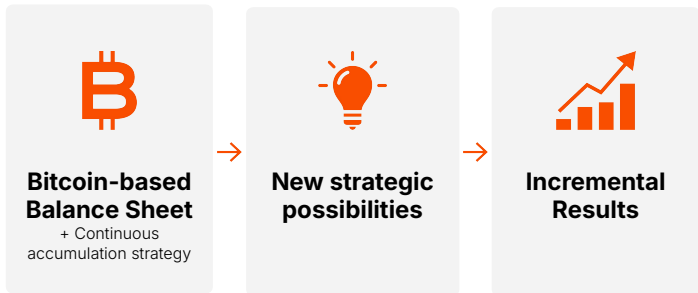 Bitcoin-based
Balance Sheet
+ Continuous
accumulation strategy
New strategic
possibilities
Incremental
Results